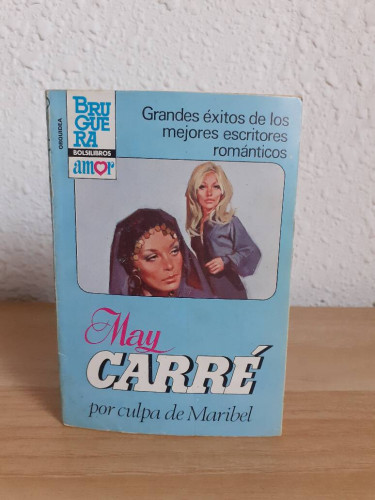 ORQUIDEA
BRU
GUE
RA
BOLSILIBROS
amor
Grandes éxitos de los
mejores escritores
románticos
May
CARRÉ
por culpa de Maribel